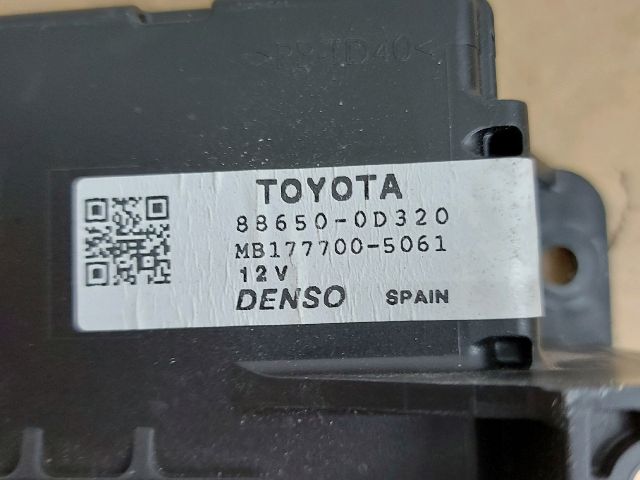 TOYOTA
88650-0D320
MB177700-5061
12V
DENSO SPAIN